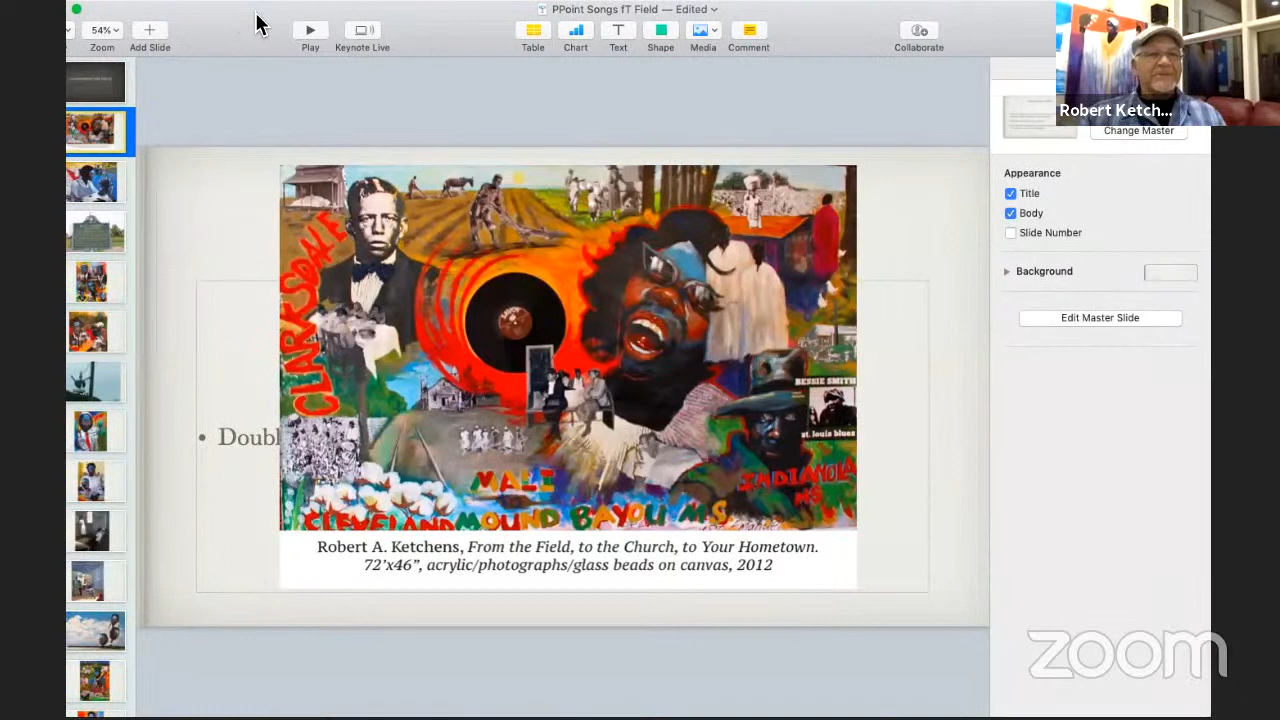 PPoint Songs fT Field — Edited
54%
Zoom
Add Slide
Play
Keynote Live
Table
Chart
Text
Shape
Media
Comment
Collaborate
Robert Ketch...
Change Master
Appearance
Title
Body
Slide Number
Background
Edit Master Slide
CLARKSDALE
BESSIE SMITH
st. louis blues
• Doubl
MALI
INDIANOLA
MS
CLEVELAND MOUND BAYOU MS
Robert A. Ketchens, From the Field, to the Church, to Your Hometown.
72’x46”, acrylic/photographs/glass beads on canvas, 2012
zoom